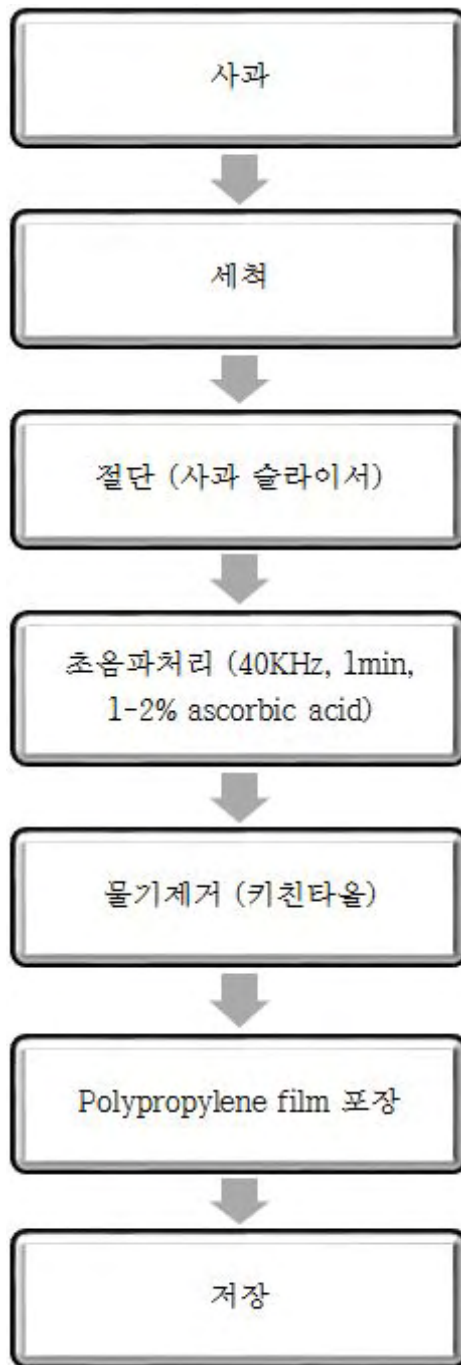 사과
세척
절단 (사과 슬라이서)
초음파처리 (40KHz, 1min,
1-2% ascorbic acid)
물기제거 (키친타올)
Polypropylene film 포장
저장